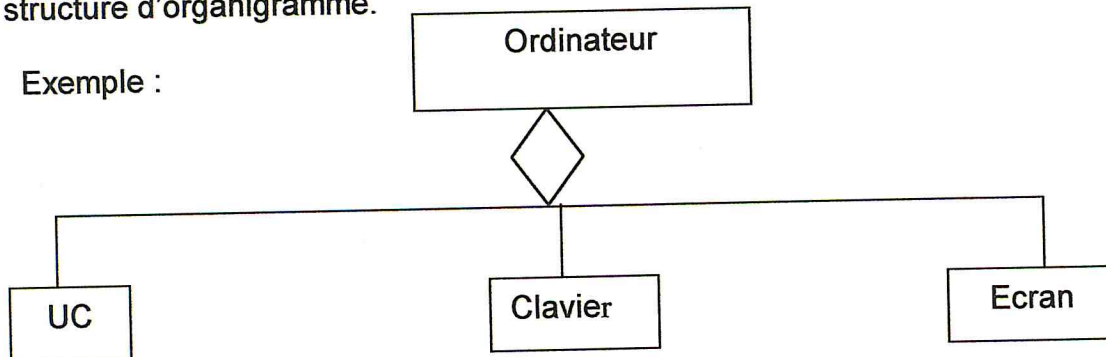 structure d'organigramme.
Ordinateur
Exemple :
UC
Clavier
Ecran